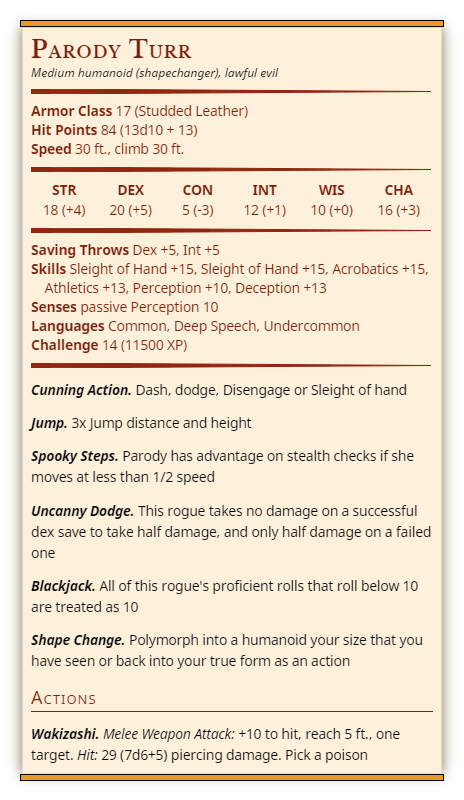 Parody Turr
Medium humanoid (shapechanger), lawful evil
Armor Class 17 (Studded Leather)
Hit Points 84 (13d10 + 13)
Speed 30 ft., climb 30 ft.
STR DEX CON INT WIS CHA
18 (+4) 20 (+5) 5 (-3) 12 (+1) 10 (+0) 16 (+3)
Saving Throws Dex +5, Int +5
Skills Sleight of Hand +15, Sleight of Hand +15, Acrobatics +15,
Athletics +13, Perception +10, Deception +13
Senses passive Perception 10
Languages Common, Deep Speech, Undercommon
Challenge 14 (11500 XP)
Cunning Action. Dash, dodge, Disengage or Sleight of hand
Jump. 3x Jump distance and height
Spooky Steps. Parody has advantage on stealth checks if she
moves at less than 1/2 speed
Uncanny Dodge. This rogue takes no damage on a successful
dex save to take half damage, and only half damage on a failed
one
Blackjack. All of this rogue's proficient rolls that roll below 10
are treated as 10
Shape Change. Polymorph into a humanoid your size that you
have seen or back into your true form as an action
Actions
Wakizashi. Melee Weapon Attack: +10 to hit, reach 5 ft., one
target. Hit: 29 (7d6+5) piercing damage. Pick a poison